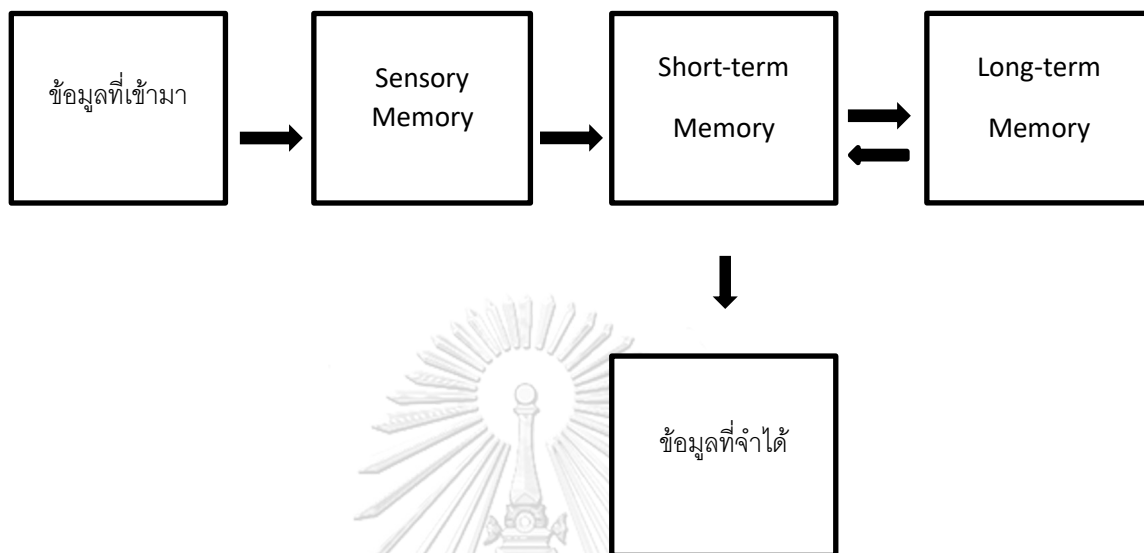 ข้อมูลที่เข้ามา
Sensory
Memory
Short-term
Memory
Long-term
Memory
ข้อมูลที่จำได้